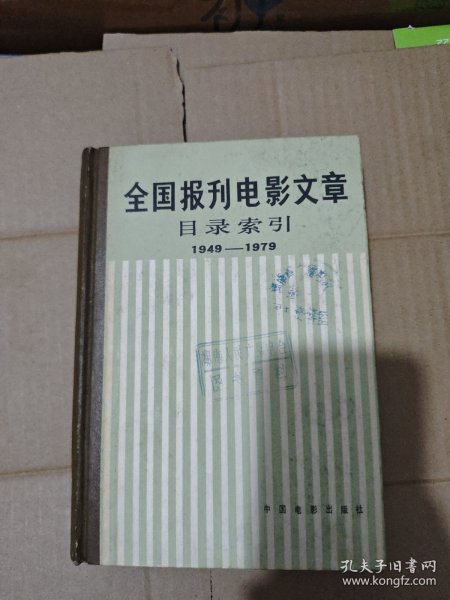 全国报刊电影文章
目录索引
1949—1979
中国电影出版社
孔夫子旧书网
www.kongfz.com